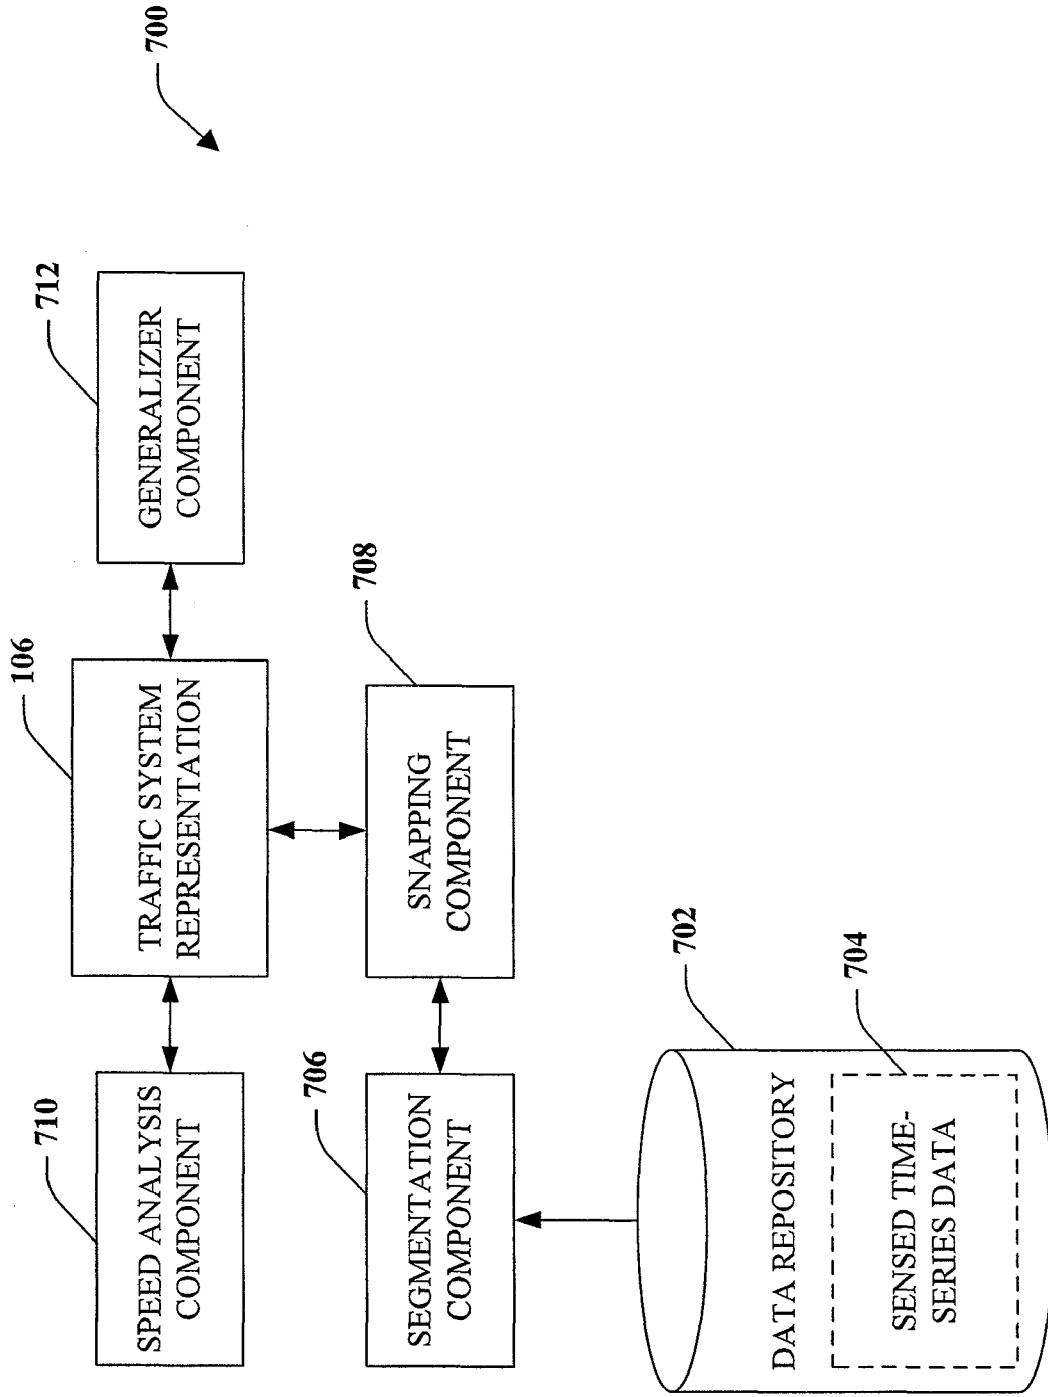 700
710
SPEED ANALYSIS
COMPONENT
106
TRAFFIC SYSTEM
REPRESENTATION
712
GENERALIZER
COMPONENT
706
SEGMENTATION
COMPONENT
708
SNAPPING
COMPONENT
702
DATA REPOSITORY
704
SENSED TIME-
SERIES DATA